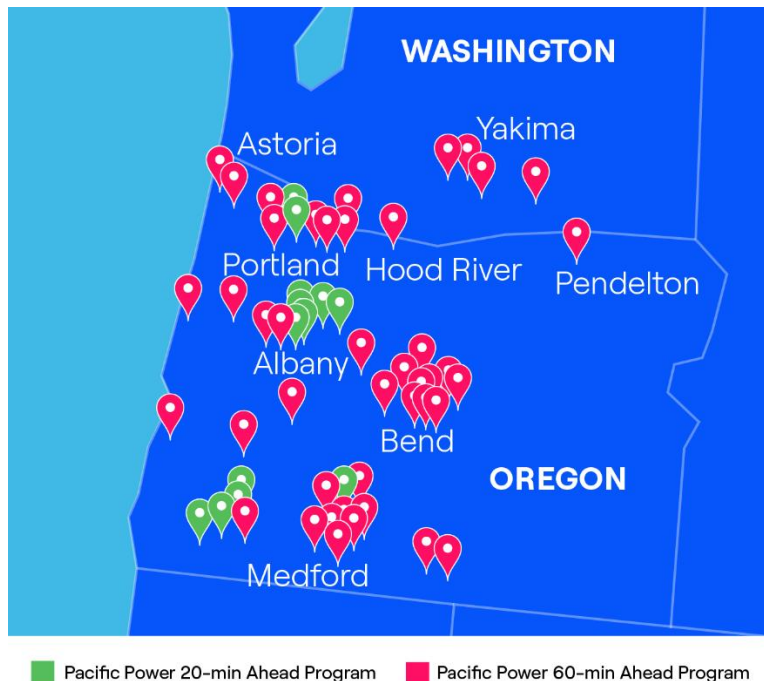 WASHINGTON
Yakima
Astoria
Portland
Hood River
Pendelton
Albany
Bend
OREGON
Medford
Pacific Power 20-min Ahead Program
Pacific Power 60-min Ahead Program